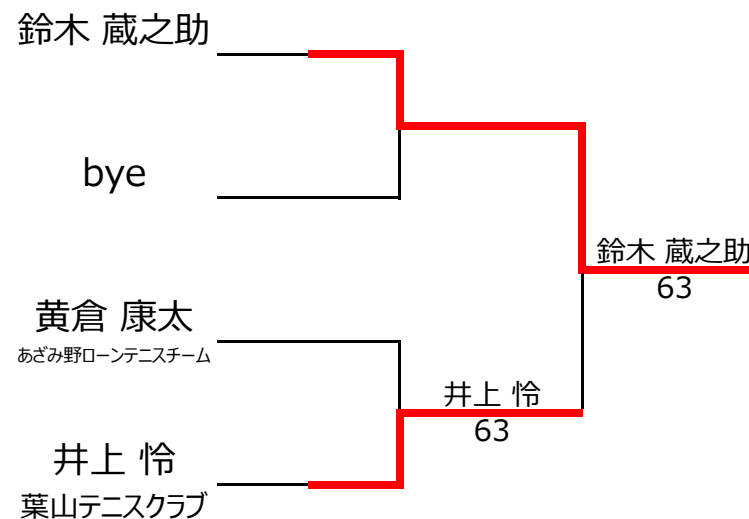 鈴木 蔵之助
bye
鈴木 蔵之助
63
黄倉 康太
あざみ野ローンテニスチーム
井上 怜
63
井上 怜
葉山テニスクラブ